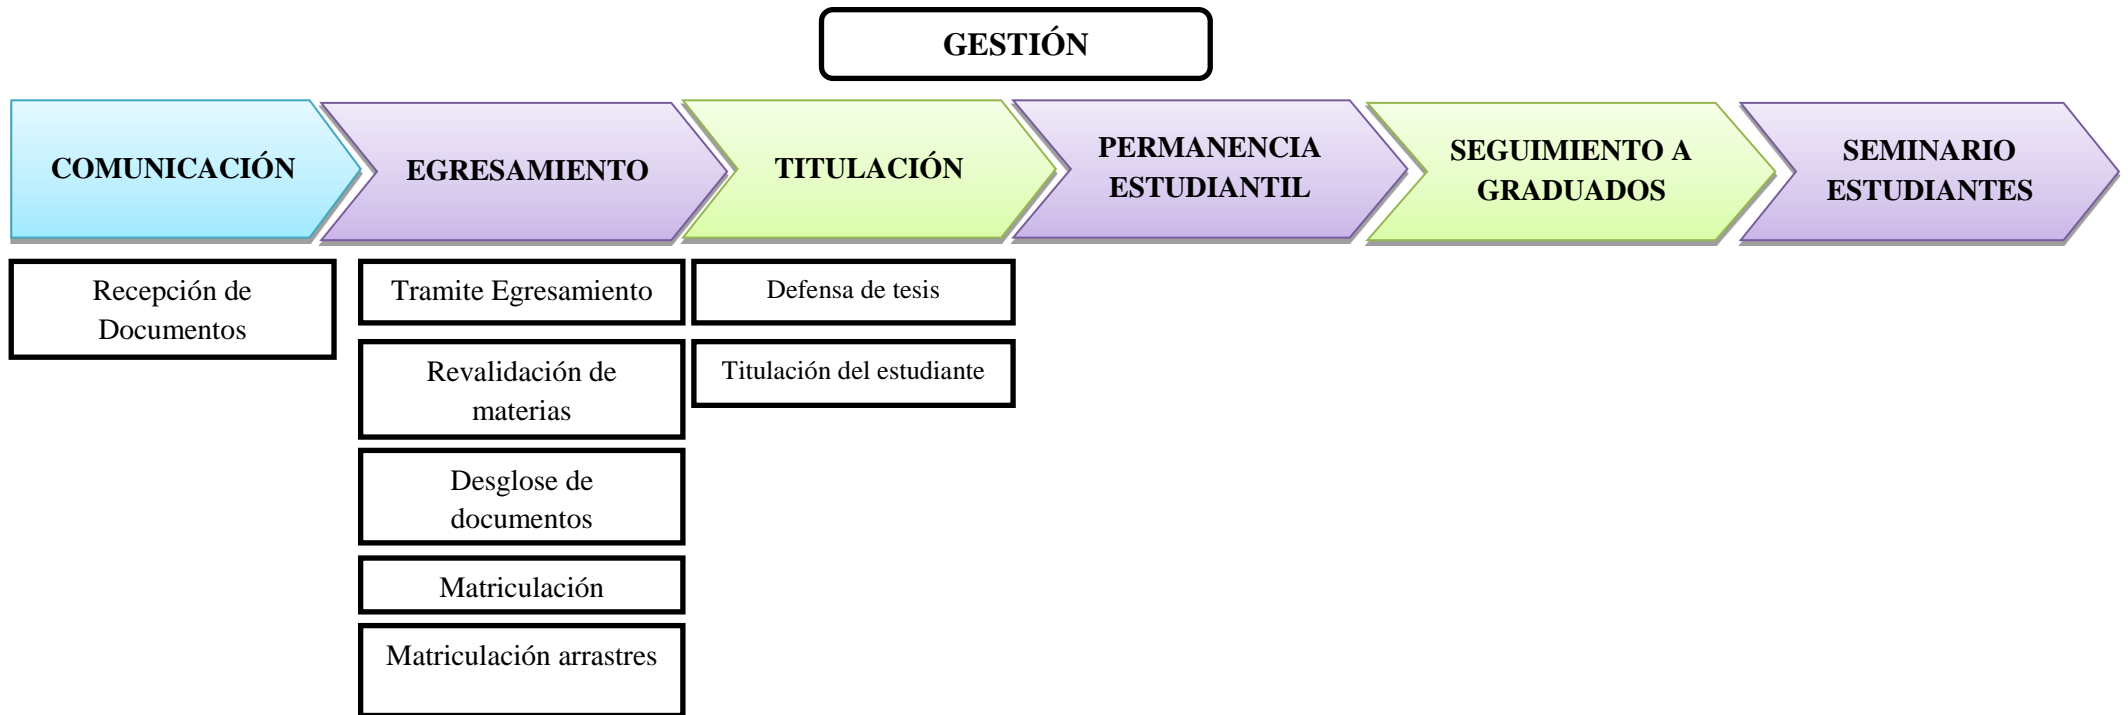 GESTIÓN
COMUNICACIÓN
EGRESAMIENTO
TITULACIÓN
PERMANENCIA
ESTUDIANTIL
SEGUIMIENTO A
GRADUADOS
SEMINARIO
ESTUDIANTES
Recepción de
Documentos
Tramite Egresamiento
Revalidación de
materias
Desglose de
documentos
Matriculación
Matriculación arrastres
Defensa de tesis
Titulación del estudiante